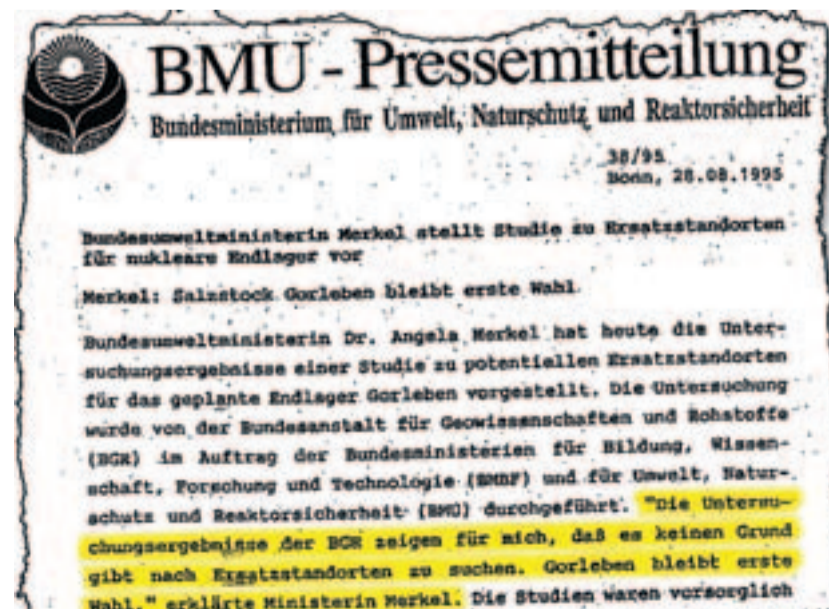 BMU - Pressemitteilung
Bundesministerium für Umwelt, Naturschutz und Reaktorsicherheit
38/95
Bonn, 28.08.1995
Bundesumweltministerin Merkel stellt Studie zu Ersatzstandorten
für nukleare Endlager vor
Merkel: Salzstock Gorleben bleibt erste Wahl
Bundesumweltministerin Dr. Angela Merkel hat heute die Unter-
suchungsergebnisse einer Studie zu potentiellen Ersatzstandorten
für das geplante Endlager Gorleben vorgestellt. Die Untersuchung
wurde von der Bundesanstalt für Geowissenschaften und Rohstoffe
(BGR) im Auftrag der Bundesministerien für Bildung, Wissen-
schaft, Forschung und Technologie (BMBF) und für Umwelt, Natur-
schutz und Reaktorsicherheit (BMU) durchgeführt. "Die Untersu-
chungsergebnisse der BGR zeigen für mich, daß es keinen Grund
gibt nach Ersatzstandorten zu suchen. Gorleben bleibt erste
Wahl," erklärte Ministerin Merkel. Die Studien waren vorsorglich